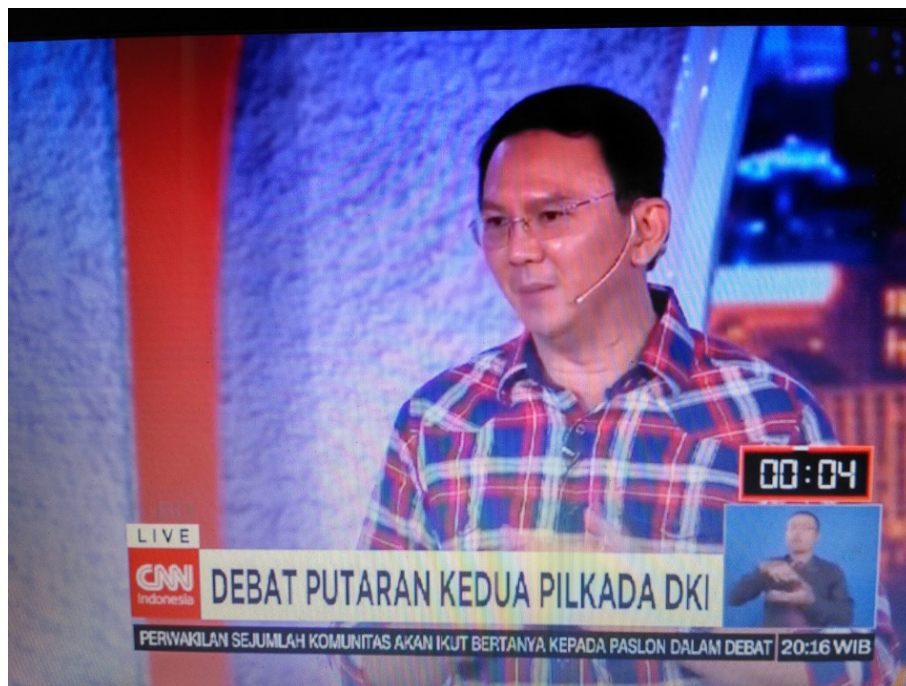 00:04
LIVE
CNN
Indonesia
DEBAT PUTARAN KEDUA PILKADA DKI
PERWAKILAN SEJUMLAH KOMUNITAS AKAN IKUT BERTANYA KEPADA PASLON DALAM DEBAT
20:16 WIB